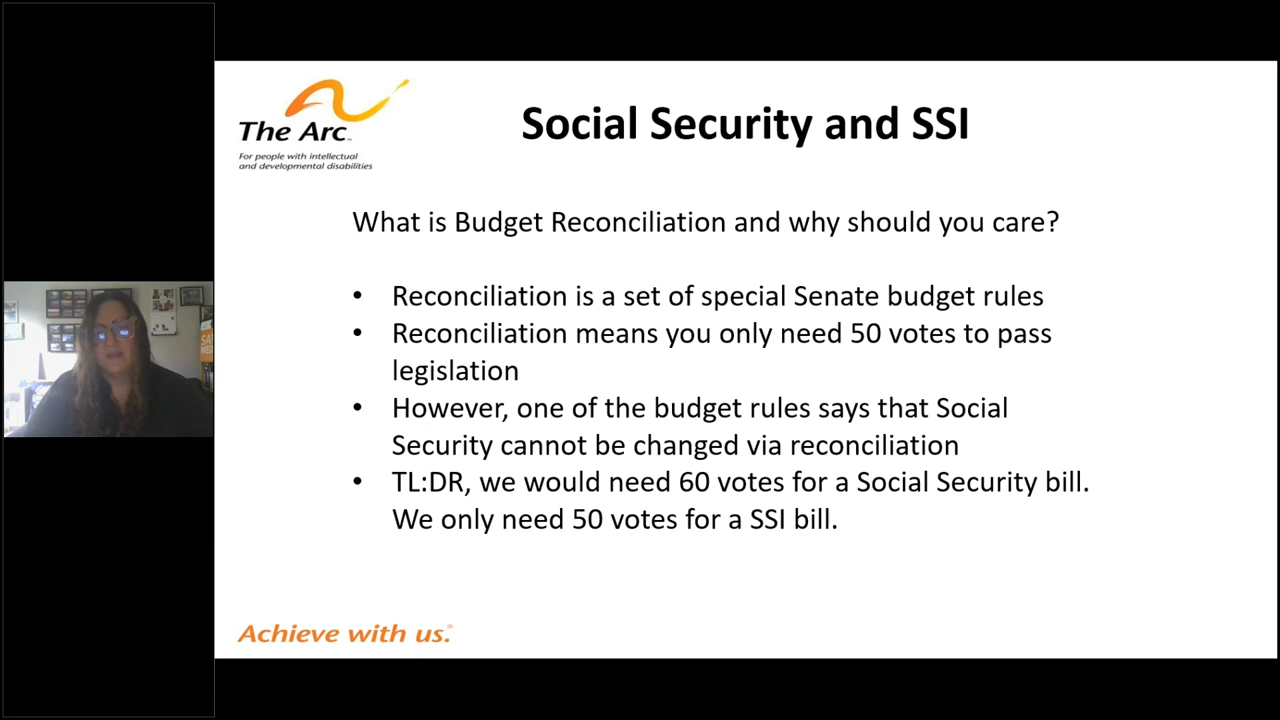 The Arc
For people with intellectual
and developmental disabilities
Social Security and SSI
What is Budget Reconciliation and why should you care?
• Reconciliation is a set of special Senate budget rules
• Reconciliation means you only need 50 votes to pass
legislation
• However, one of the budget rules says that Social
Security cannot be changed via reconciliation
• TL:DR, we would need 60 votes for a Social Security bill.
We only need 50 votes for a SSI bill.
Achieve with us.®